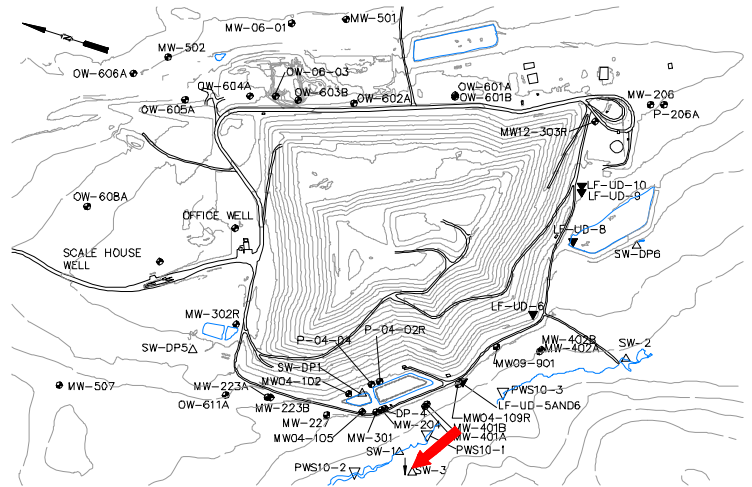 MW-501
MW-06-01
N
MW-502
OW-606A
OW-06-03
OW-604A
OW-603B
OW-602A
OW-605A
OW-601A
OW-601B
MW-206
P-206A
MW12-303R
LF-UD-10
LF-UD-9
OW-608A
OFFICE WELL
LF-UD-8
SW-DP6
SCALE HOUSE
WELL
LF-UD-6
MW-302R
P-04-04
P-04-02R
MW-402B
MW-402A
SW-2
SW-DP5
SW-DP1
MW04-102
MW09-901
MW-507
MW-223A
OW-611A
MW-223B
PWS10-3
LF-UD-5AND6
MW-227
DP-4
MW04-109R
MW04-105
MW-301
MW-204
MW-401B
MW-401A
SW-1
PWS10-1
PWS10-2
SW-3